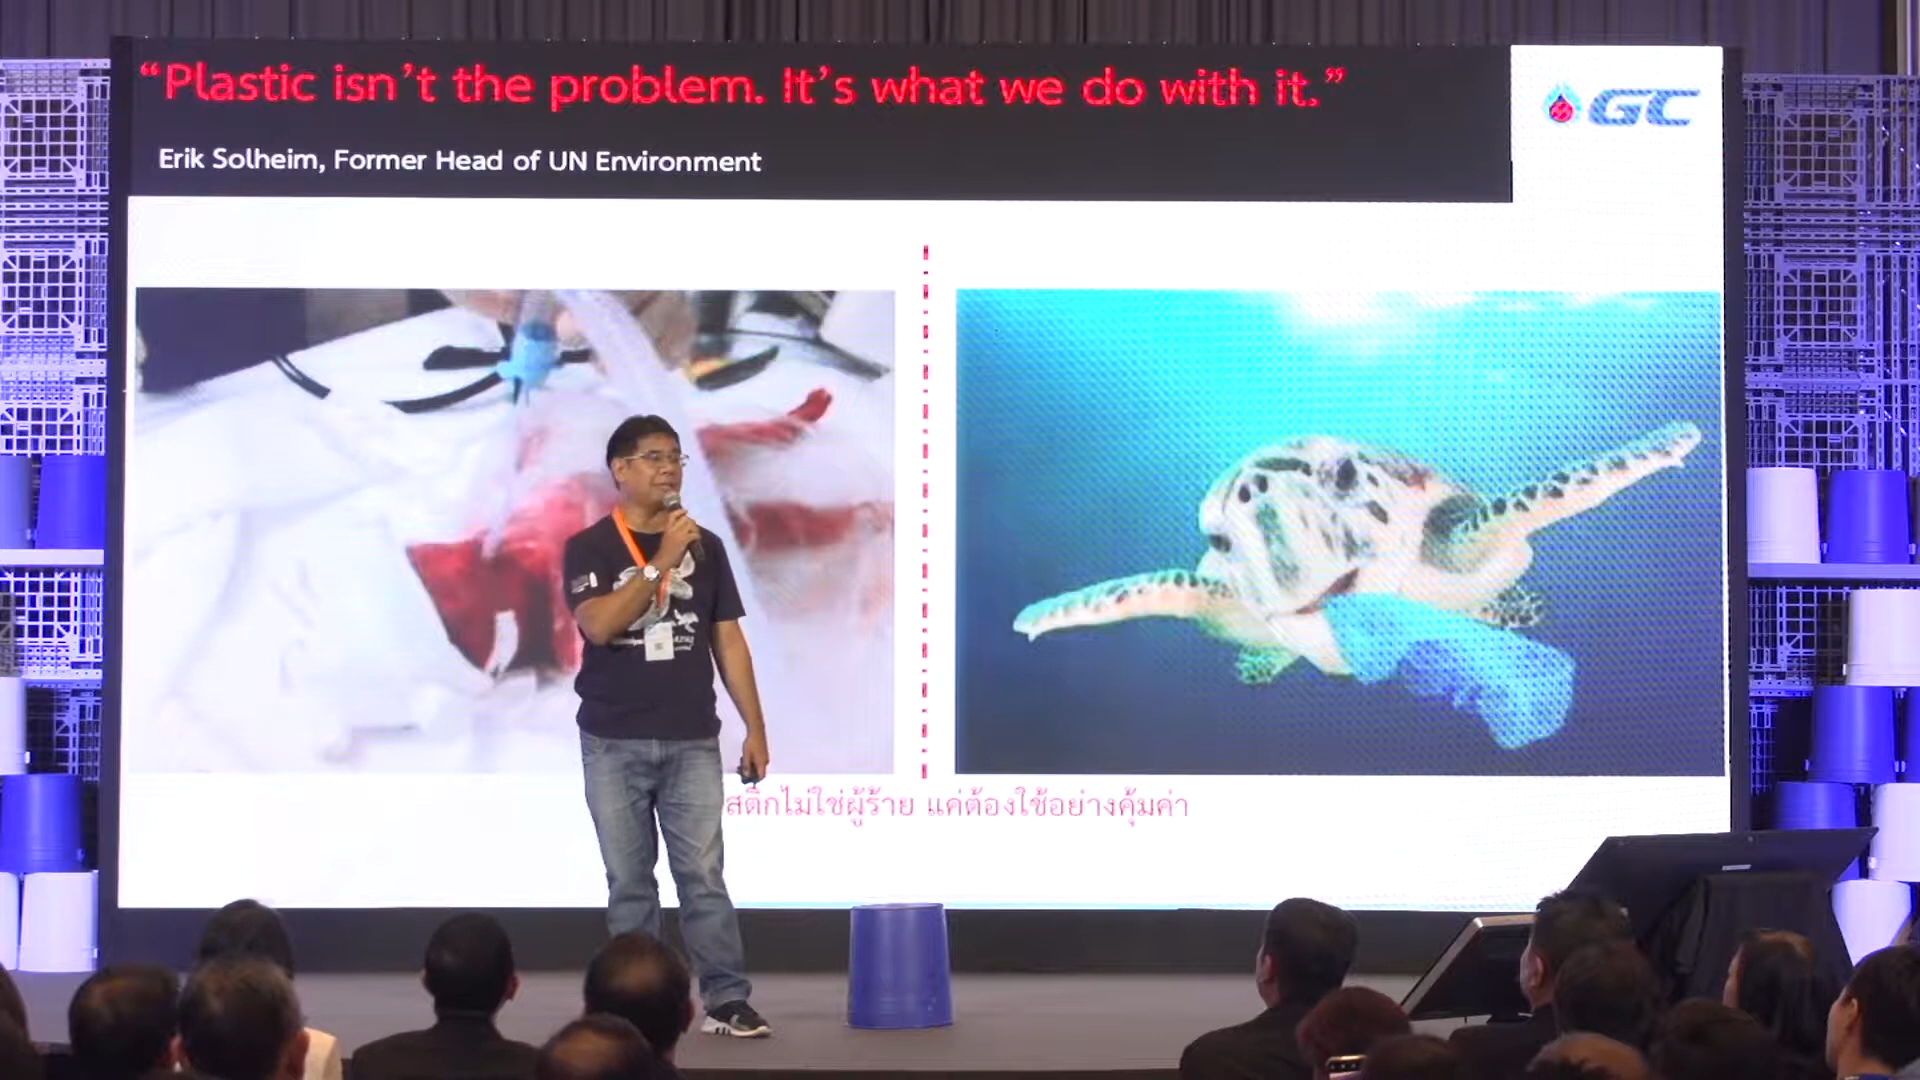 “Plastic isn’t the problem. It’s what we do with it.”
GC
Erik Solheim, Former Head of UN Environment
สติกไม่ใช่ผู้ร้าย แค่ต้องใช้อย่างคุ้มค่า